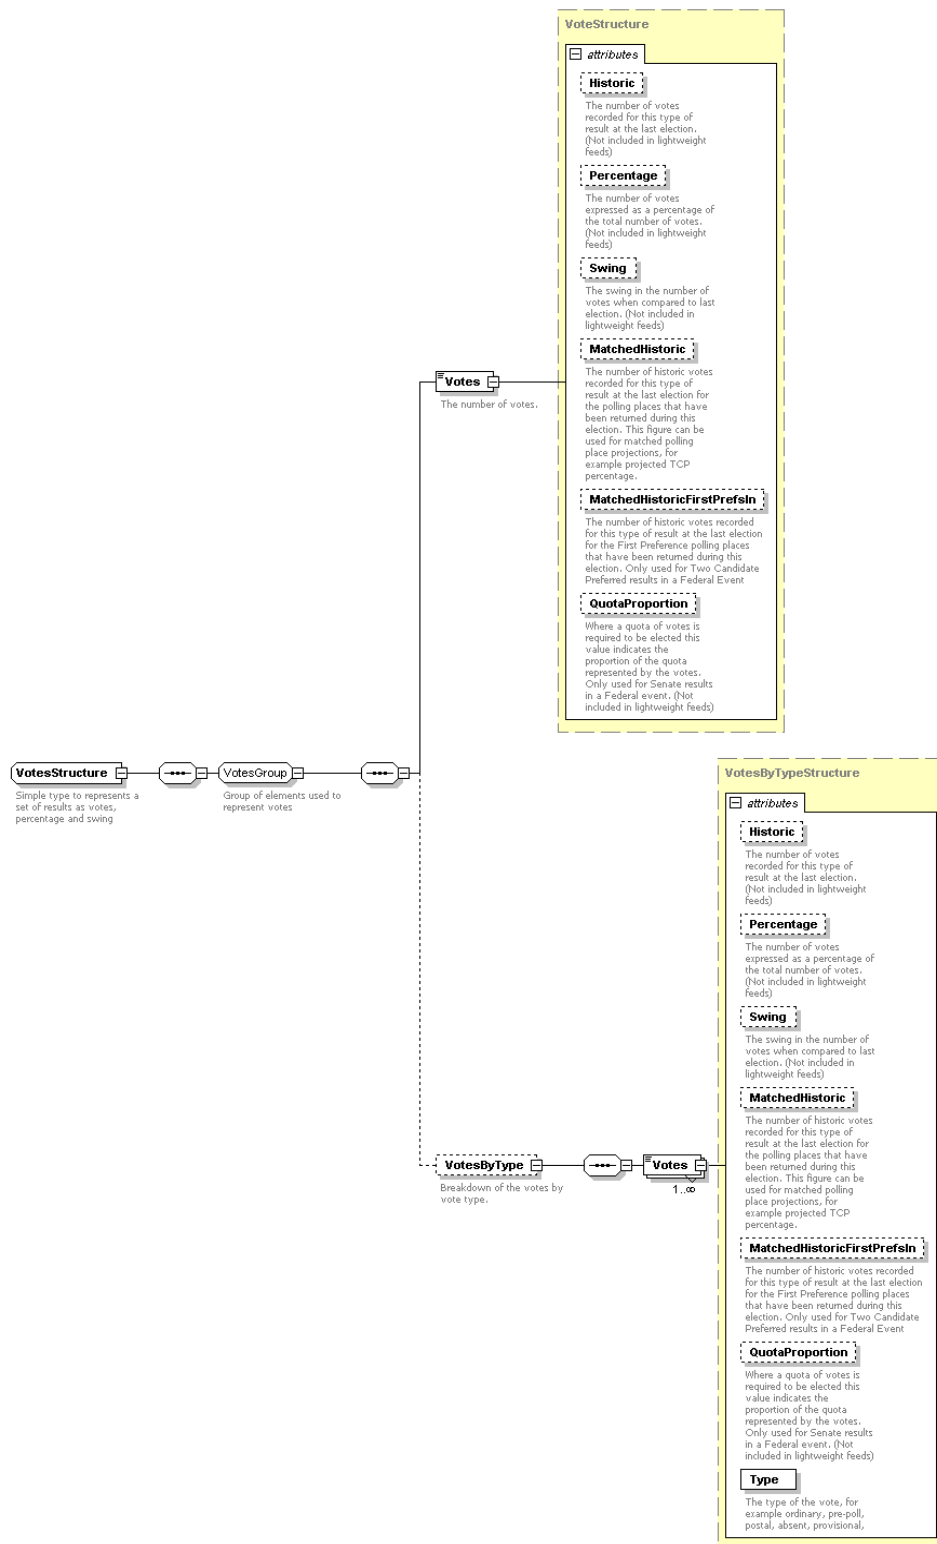 VoteStructure
attributes
Historic
The number of votes
recorded for this type of
result at the last election.
(Not included in lightweight
feeds)
Percentage
The number of votes
expressed as a percentage of
the total number of votes.
(Not included in lightweight
feeds)
Swing
The swing in the number of
votes when compared to last
election. (Not included in
lightweight feeds)
MatchedHistoric
The number of historic votes
recorded for this type of
result at the last election for
the polling places that have
been returned during this
election. This figure can be
used for matched polling
place projections, for
example projected TCP
percentage.
Votes
The number of votes.
MatchedHistoricFirstPrefsIn
The number of historic votes recorded
for this type of result at the last election
for the First Preference polling places
that have been returned during this
election. Only used for Two Candidate
Preferred results in a Federal Event
QuotaProportion
Where a quota of votes is
required to be elected this
value indicates the
proportion of the quota
represented by the votes.
Only used for Senate results
in a Federal event. (Not
included in lightweight feeds)
VotesStructure
Simple type to represents a
set of results as votes,
percentage and swing
VotesGroup
Group of elements used to
represent votes
VotesByTypeStructure
attributes
Historic
The number of votes
recorded for this type of
result at the last election.
(Not included in lightweight
feeds)
Percentage
The number of votes
expressed as a percentage of
the total number of votes.
(Not included in lightweight
feeds)
Swing
The swing in the number of
votes when compared to last
election. (Not included in
lightweight feeds)
MatchedHistoric
The number of historic votes
recorded for this type of
result at the last election for
the polling places that have
been returned during this
election. This figure can be
used for matched polling
place projections, for
example projected TCP
percentage.
VotesByType
Breakdown of the votes by
vote type.
Votes
1..∞
MatchedHistoricFirstPrefsIn
The number of historic votes recorded
for this type of result at the last election
for the First Preference polling places
that have been returned during this
election. Only used for Two Candidate
Preferred results in a Federal Event
QuotaProportion
Where a quota of votes is
required to be elected this
value indicates the
proportion of the quota
represented by the votes.
Only used for Senate results
in a Federal event. (Not
included in lightweight feeds)
Type
The type of the vote, for
example ordinary, pre-poll,
postal, absent, provisional,